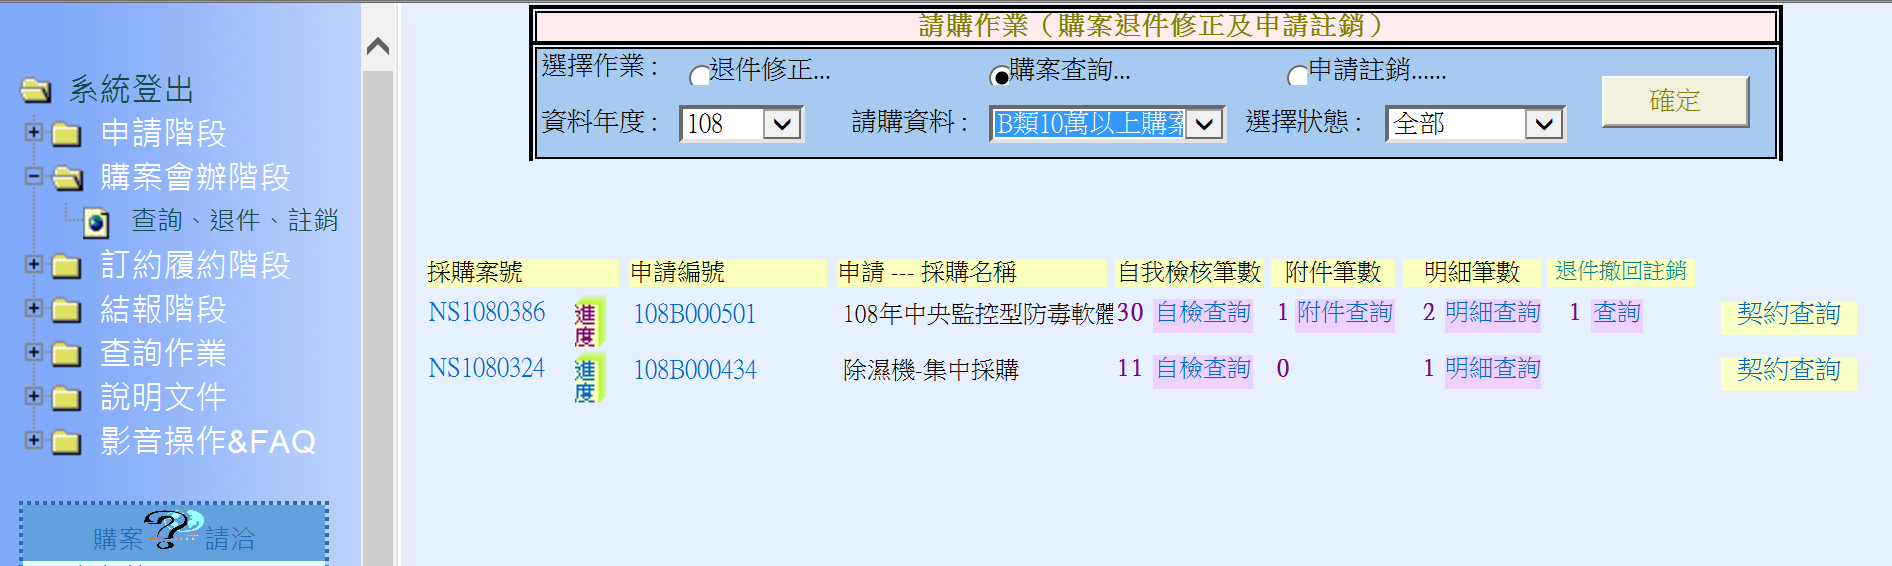 系統登出
申請階段
購案會辦階段
查詢、退件、註銷
訂約履約階段
結報階段
查詢作業
說明文件
影音操作&FAQ
購案 ? 請洽
請購作業（購案退件修正及申請註銷）
選擇作業： 退件修正... 購案查詢... 申請註銷......
資料年度： 108 請購資料： B類10萬以上購案 選擇狀態： 全部 確定
採購案號 申請編號 申請 --- 採購名稱 自我檢核筆數 附件筆數 明細筆數 退件撤回註銷
NS1080386 進度 108B000501 108年中央監控型防毒軟體 30 自檢查詢 1 附件查詢 2 明細查詢 1 查詢 契約查詢
NS1080324 進度 108B000434 除濕機-集中採購 11 自檢查詢 0 1 明細查詢 契約查詢